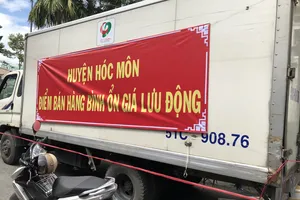 HUYỆN HÓC MÔN
ĐIỂM BÁN HÀNG BÌNH ỔN GIÁ LƯU ĐỘNG
51C-908.76